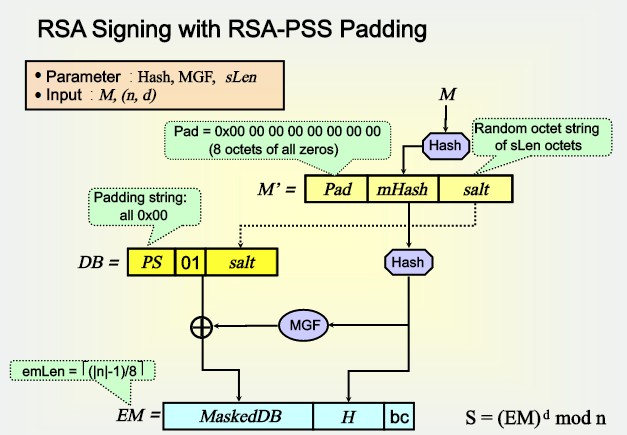 RSA Signing with RSA-PSS Padding
• Parameter : Hash, MGF, sLen
• Input : M, (n, d)
M
Pad = 0x00 00 00 00 00 00 00 00
(8 octets of all zeros)
Hash
Random octet string
of sLen octets
M' = Pad mHash salt
Padding string:
all 0x00
DB = PS 01 salt
Hash
MGF
emLen = ⌈(|n|-1)/8⌉
EM = MaskedDB H bc
S = (EM)ᵈ mod n